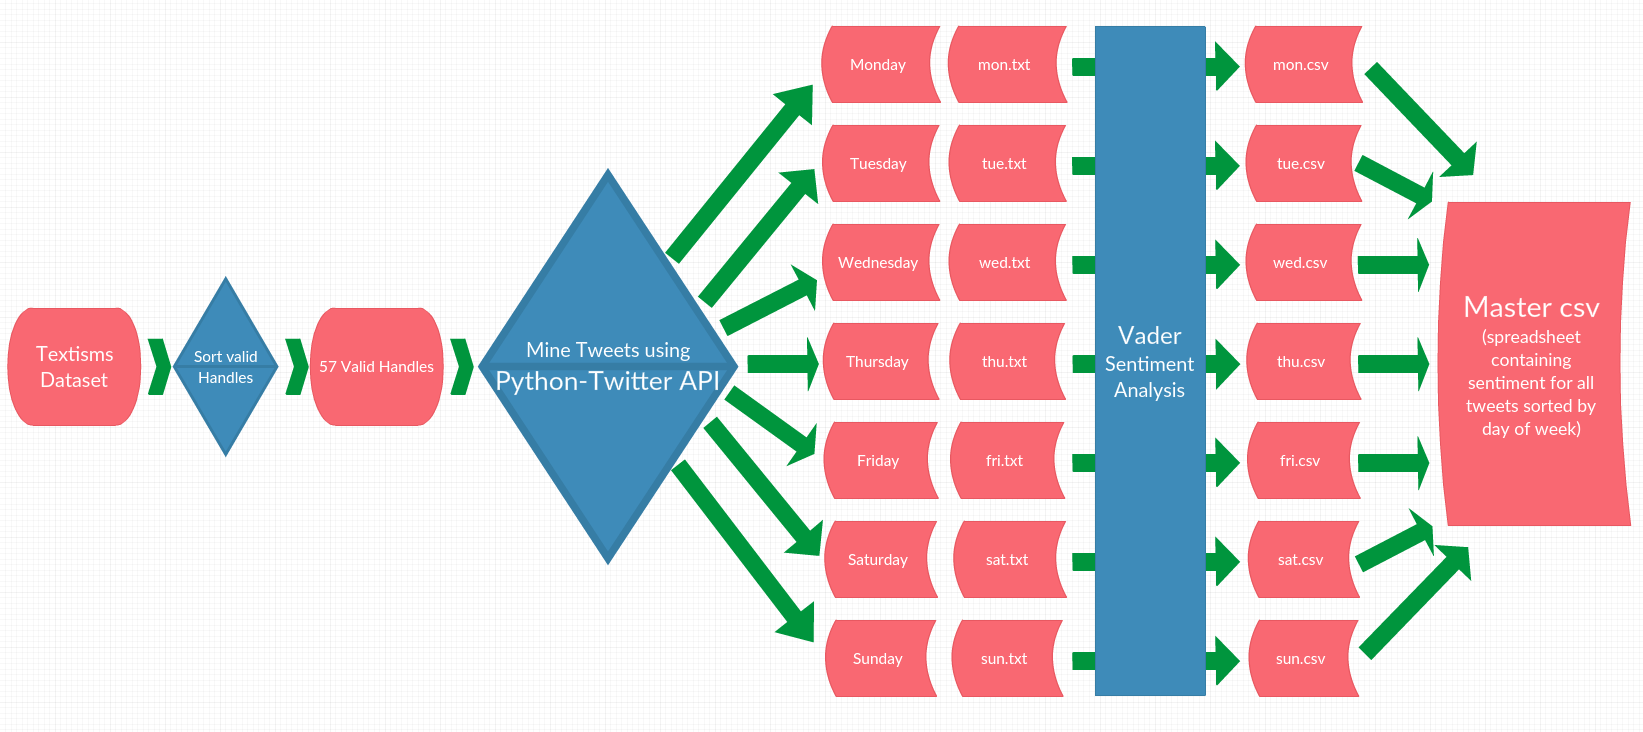 Textisms
Dataset
Sort valid
Handles
57 Valid Handles
Mine Tweets using
Python-Twitter API
Monday
mon.txt
Tuesday
tue.txt
Wednesday
wed.txt
Thursday
thu.txt
Friday
fri.txt
Saturday
sat.txt
Sunday
sun.txt
Vader
Sentiment
Analysis
mon.csv
tue.csv
wed.csv
thu.csv
fri.csv
sat.csv
sun.csv
Master csv
(spreadsheet
containing
sentiment for all
tweets sorted by
day of week)